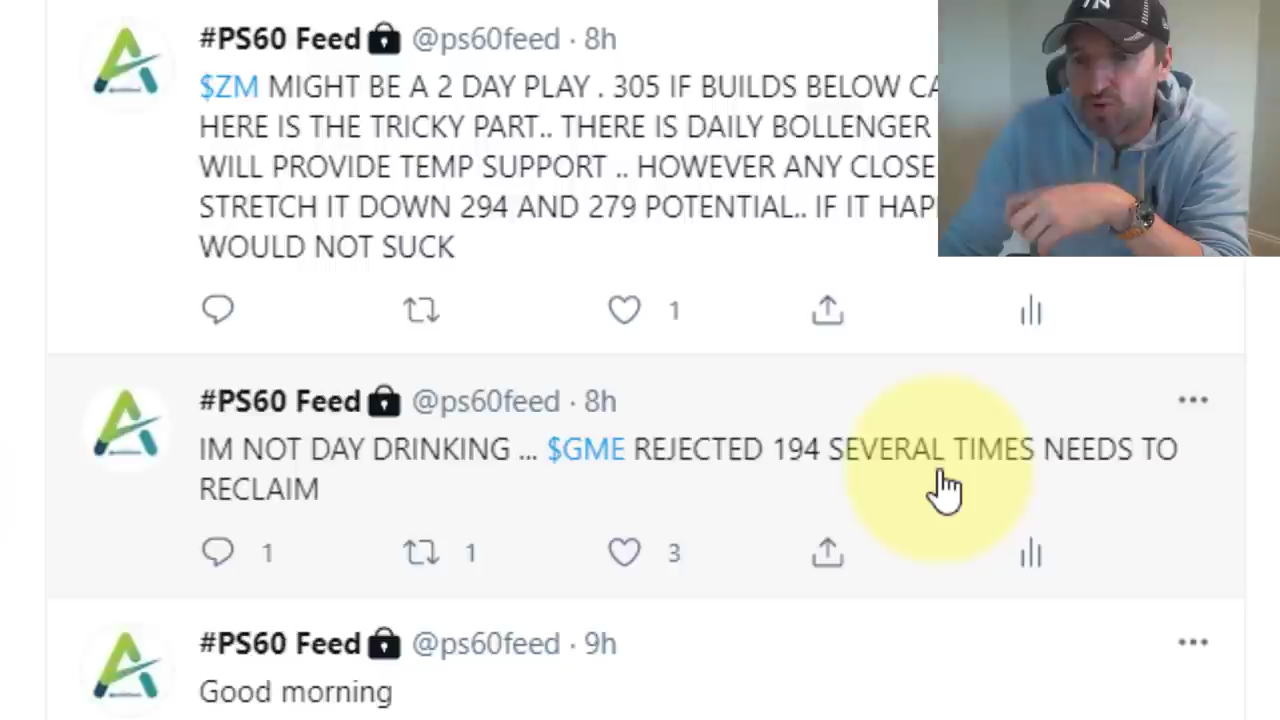 #PS60 Feed @ps60feed · 8h
$ZM MIGHT BE A 2 DAY PLAY . 305 IF BUILDS BELOW CA
HERE IS THE TRICKY PART.. THERE IS DAILY BOLLENGER
WILL PROVIDE TEMP SUPPORT .. HOWEVER ANY CLOSE
STRETCH IT DOWN 294 AND 279 POTENTIAL.. IF IT HAP
WOULD NOT SUCK
1
#PS60 Feed @ps60feed · 8h
IM NOT DAY DRINKING ... $GME REJECTED 194 SEVERAL TIMES NEEDS TO
RECLAIM
1 1 3
#PS60 Feed @ps60feed · 9h
Good morning